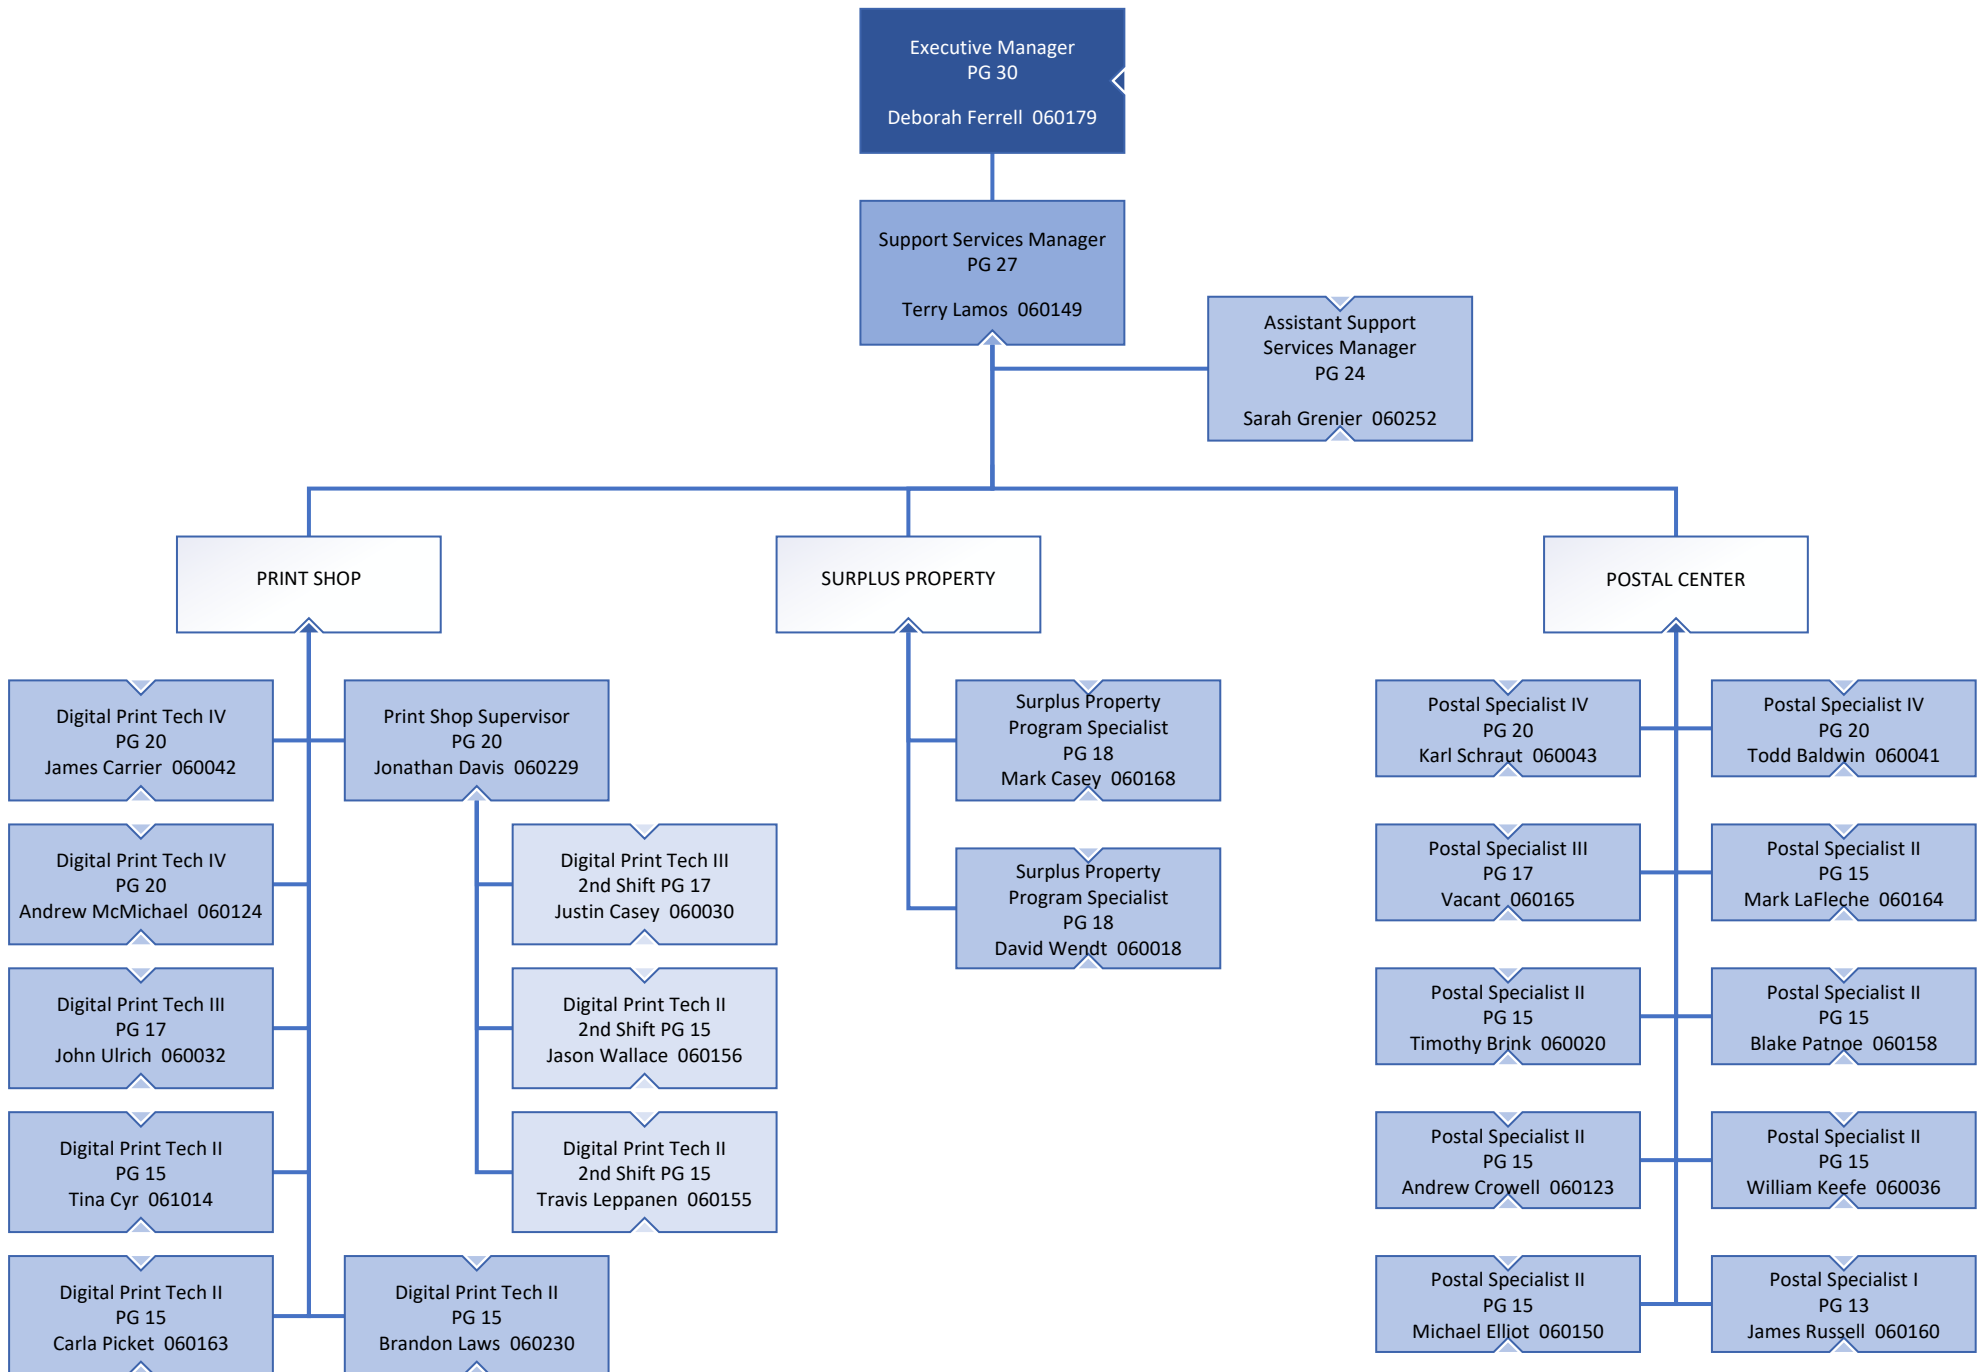 Executive Manager
PG 30
Deborah Ferrell  060179
Support Services Manager
PG 27
Terry Lamos  060149
Assistant Support
Services Manager
PG 24
Sarah Grenier  060252
PRINT SHOP
SURPLUS PROPERTY
POSTAL CENTER
Digital Print Tech IV
PG 20
James Carrier  060042
Print Shop Supervisor
PG 20
Jonathan Davis  060229
Digital Print Tech IV
PG 20
Andrew McMichael  060124
Digital Print Tech III
2nd Shift PG 17
Justin Casey  060030
Digital Print Tech III
PG 17
John Ulrich  060032
Digital Print Tech II
2nd Shift PG 15
Jason Wallace  060156
Digital Print Tech II
PG 15
Tina Cyr  061014
Digital Print Tech II
2nd Shift PG 15
Travis Leppanen  060155
Digital Print Tech II
PG 15
Carla Picket  060163
Digital Print Tech II
PG 15
Brandon Laws  060230
Surplus Property
Program Specialist
PG 18
Mark Casey  060168
Surplus Property
Program Specialist
PG 18
David Wendt  060018
Postal Specialist IV
PG 20
Karl Schraut  060043
Postal Specialist IV
PG 20
Todd Baldwin  060041
Postal Specialist III
PG 17
Vacant  060165
Postal Specialist II
PG 15
Mark LaFleche  060164
Postal Specialist II
PG 15
Timothy Brink  060020
Postal Specialist II
PG 15
Blake Patnoe  060158
Postal Specialist II
PG 15
Andrew Crowell  060123
Postal Specialist II
PG 15
William Keefe  060036
Postal Specialist II
PG 15
Michael Elliot  060150
Postal Specialist I
PG 13
James Russell  060160